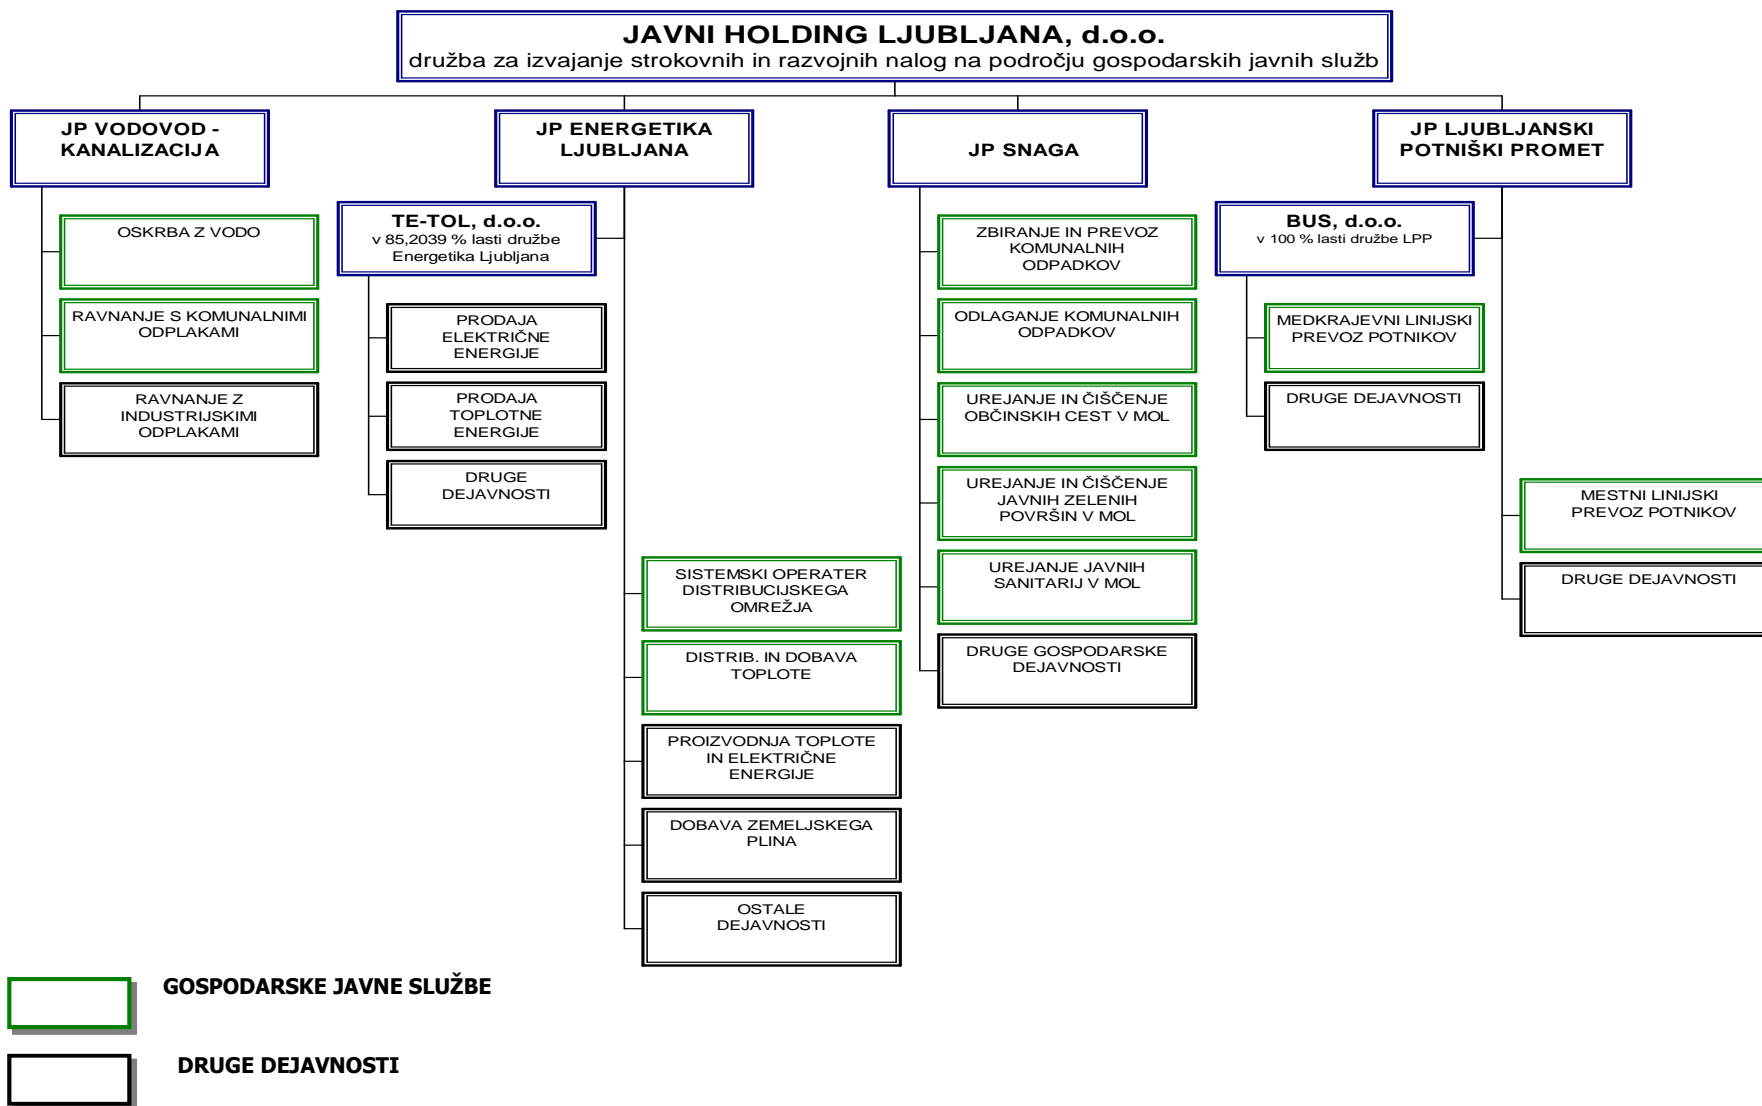 JAVNI HOLDING LJUBLJANA, d.o.o.
družba za izvajanje strokovnih in razvojnih nalog na področju gospodarskih javnih služb
JP VODOVOD -
KANALIZACIJA
OSKRBA Z VODO
RAVNANJE S KOMUNALNIMI
ODPLAKAMI
RAVNANJE Z
INDUSTRIJSKIMI
ODPLAKAMI
JP ENERGETIKA
LJUBLJANA
TE-TOL, d.o.o.
v 85,2039 % lasti družbe
Energetika Ljubljana
PRODAJA
ELEKTRIČNE
ENERGIJE
PRODAJA
TOPLOTNE
ENERGIJE
DRUGE
DEJAVNOSTI
SISTEMSKI OPERATER
DISTRIBUCIJSKEGA
OMREŽJA
DISTRIB. IN DOBAVA
TOPLOTE
PROIZVODNJA TOPLOTE
IN ELEKTRIČNE
ENERGIJE
DOBAVA ZEMELJSKEGA
PLINA
OSTALE
DEJAVNOSTI
JP SNAGA
ZBIRANJE IN PREVOZ
KOMUNALNIH
ODPADKOV
ODLAGANJE KOMUNALNIH
ODPADKOV
UREJANJE IN ČIŠČENJE
OBČINSKIH CEST V MOL
UREJANJE IN ČIŠČENJE
JAVNIH ZELENIH
POVRŠIN V MOL
UREJANJE JAVNIH
SANITARIJ V MOL
DRUGE GOSPODARSKE
DEJAVNOSTI
JP LJUBLJANSKI
POTNIŠKI PROMET
BUS, d.o.o.
v 100 % lasti družbe LPP
MEDKRAJEVNI LINIJSKI
PREVOZ POTNIKOV
DRUGE DEJAVNOSTI
MESTNI LINIJSKI
PREVOZ POTNIKOV
DRUGE DEJAVNOSTI
GOSPODARSKE JAVNE SLUŽBE
DRUGE DEJAVNOSTI